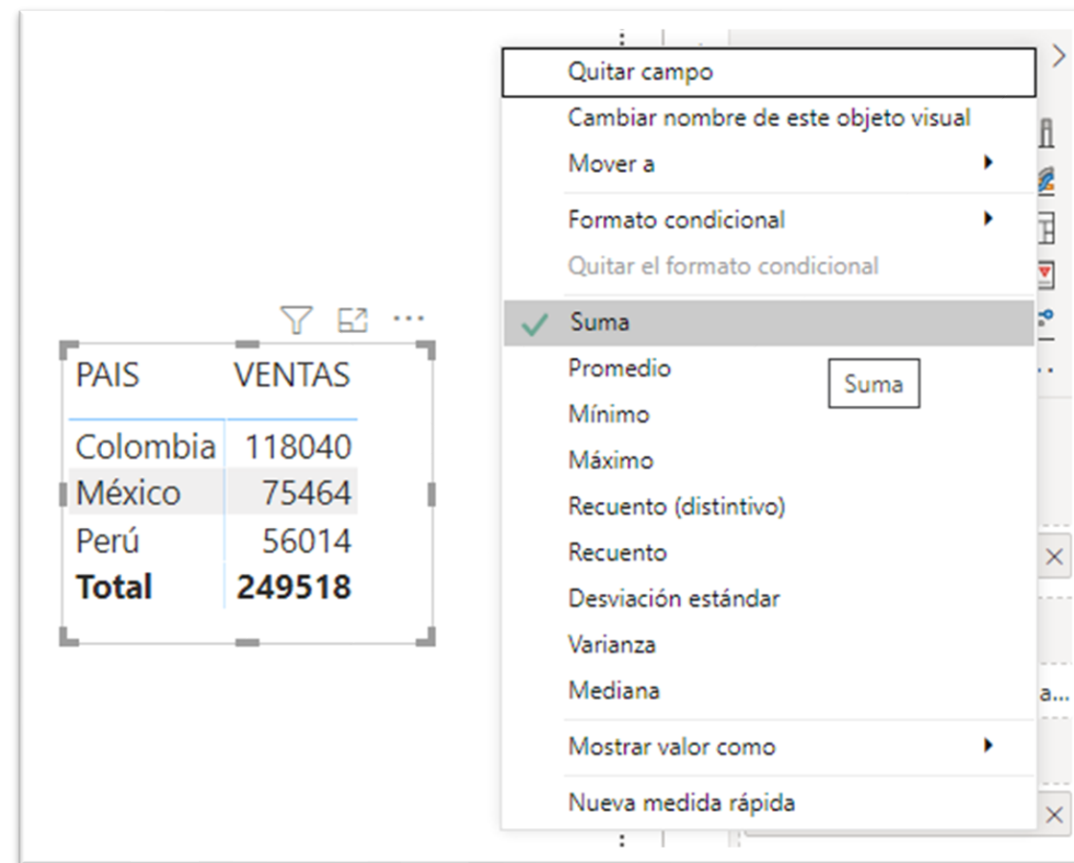 Quitar campo
Cambiar nombre de este objeto visual
Mover a
Formato condicional
Quitar el formato condicional
Suma
Promedio
Suma
Mínimo
Máximo
Recuento (distintivo)
Recuento
Desviación estándar
Varianza
Mediana
Mostrar valor como
Nueva medida rápida
PAIS VENTAS
Colombia 118040
México 75464
Perú 56014
Total 249518
a...